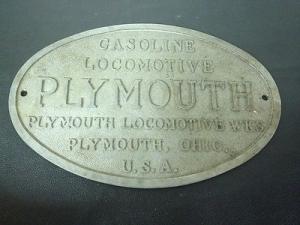 GASOLINE
LOCOMOTIVE
PLYMOUTH
PLYMOUTH LOCOMOTIVE WKS
PLYMOUTH, OHIO.
U.S.A.